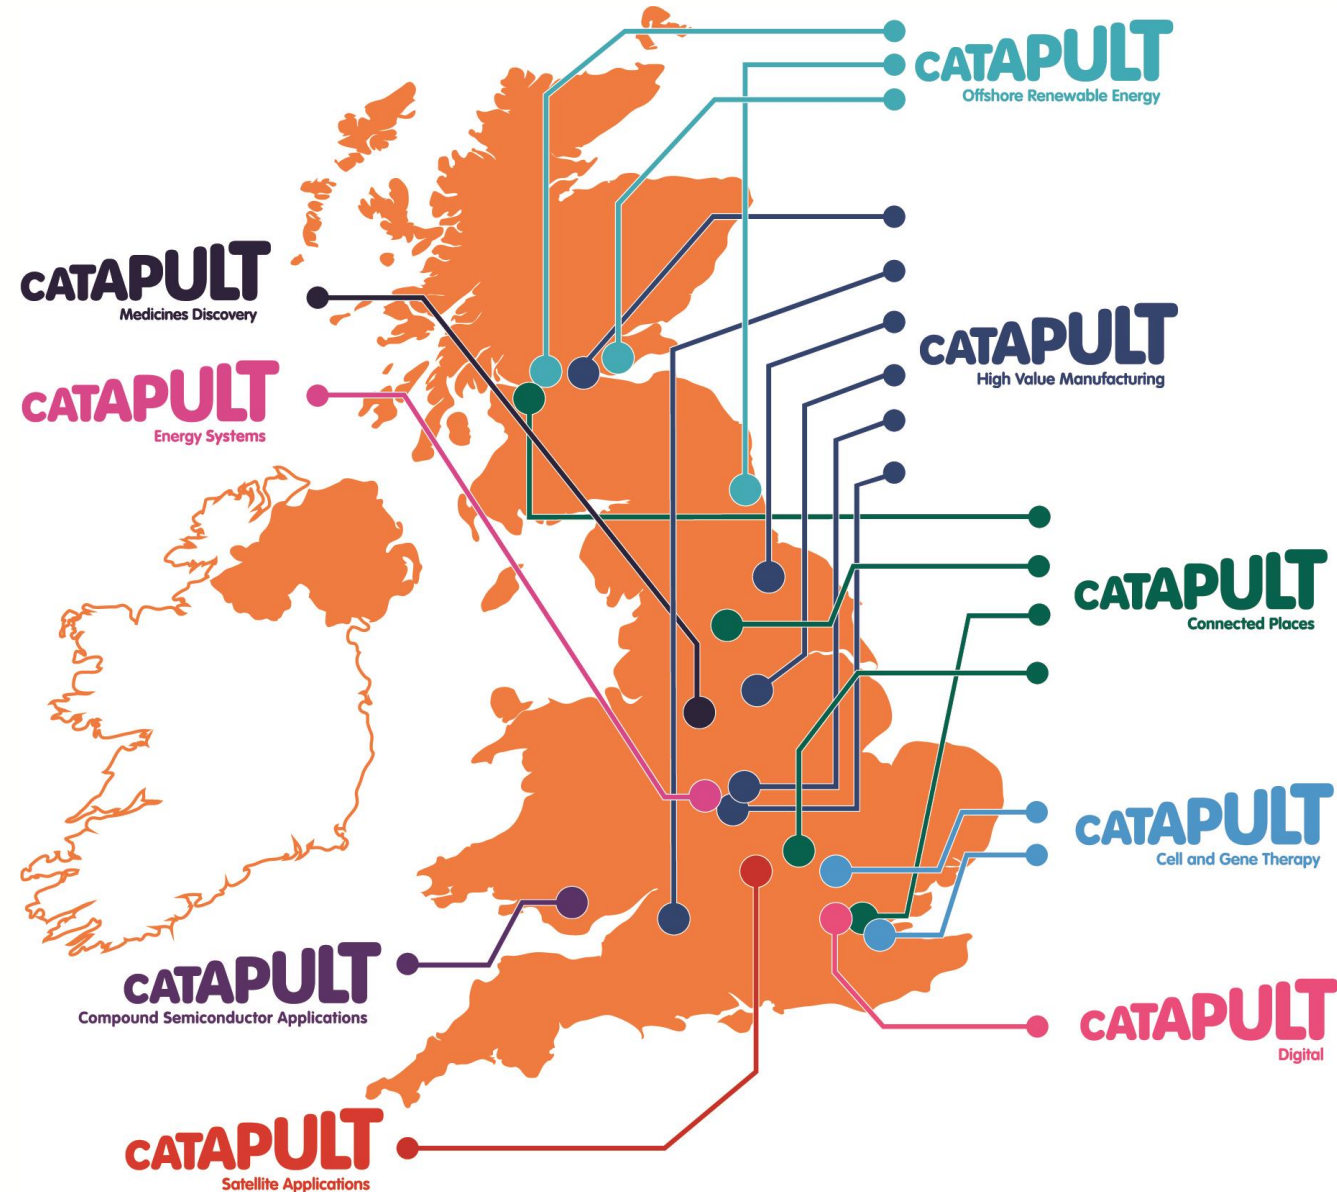 CATAPULT
Offshore Renewable Energy
CATAPULT
Medicines Discovery
CATAPULT
High Value Manufacturing
CATAPULT
Energy Systems
CATAPULT
Connected Places
CATAPULT
Cell and Gene Therapy
CATAPULT
Compound Semiconductor Applications
CATAPULT
Digital
CATAPULT
Satellite Applications